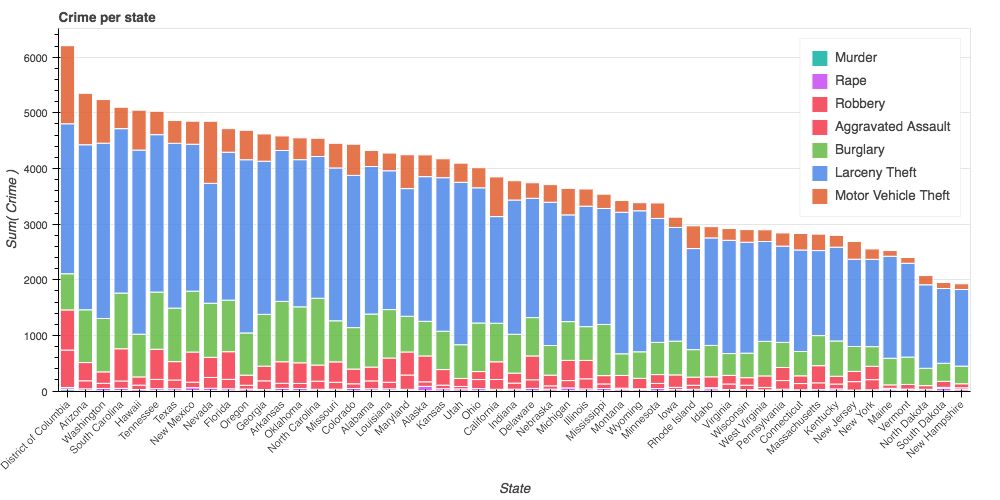 Crime per state
Murder
Rape
Robbery
Aggravated Assault
Burglary
Larceny Theft
Motor Vehicle Theft
Sum( Crime )
6000
5000
4000
3000
2000
1000
0
District of Columbia
Arizona
Washington
South Carolina
Hawaii
Tennessee
Texas
New Mexico
Nevada
Florida
Oregon
Georgia
Arkansas
Oklahoma
North Carolina
Missouri
Colorado
Alabama
Louisiana
Maryland
Alaska
Kansas
Utah
Ohio
California
Indiana
Delaware
Nebraska
Michigan
Illinois
Mississippi
Montana
Wyoming
Minnesota
Iowa
Rhode Island
Idaho
Virginia
Wisconsin
West Virginia
Pennsylvania
Connecticut
Massachusetts
Kentucky
New Jersey
New York
Maine
Vermont
North Dakota
South Dakota
New Hampshire
State